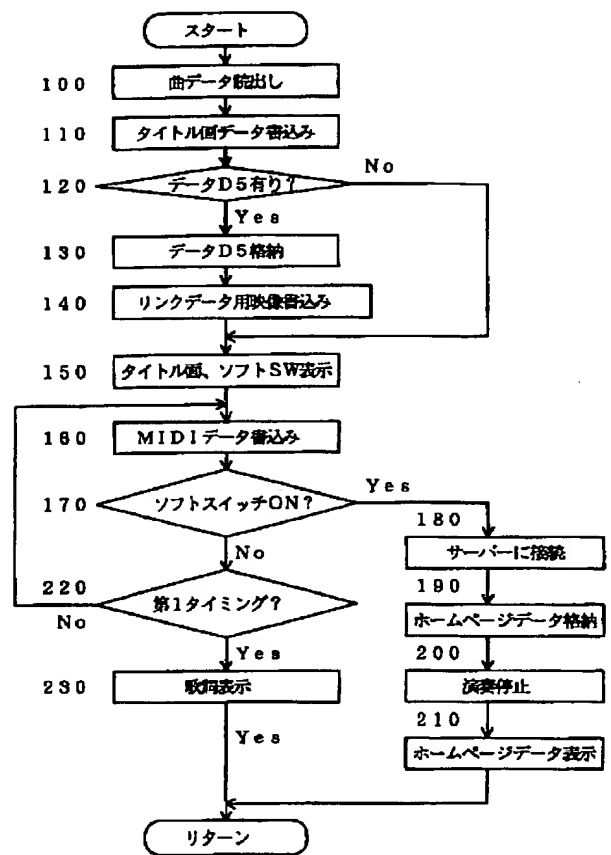 スタート
100
曲データ読出し
110
タイトル画データ書込み
120
データD5有り?
No
Yes
130
データD5格納
140
リンクデータ用映像書込み
150
タイトル画、ソフトSW表示
160
MIDIデータ書込み
170
ソフトスイッチON?
Yes
No
180
サーバーに接続
190
ホームページデータ格納
200
演奏停止
210
ホームページデータ表示
220
第1タイミング?
No
Yes
230
歌詞表示
Yes
リターン